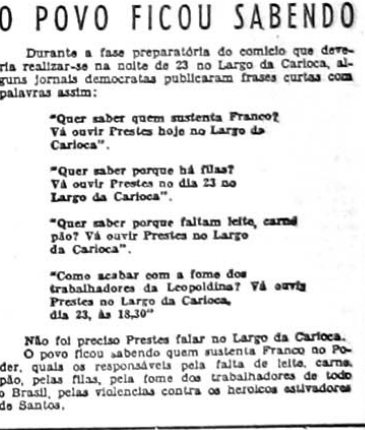 O POVO FICOU SABENDO
Durante a fase preparatória do comicio que deve-
ria realizar-se na noite de 23 no Largo da Carioca, al-
guns jornais democratas publicaram frases curtas com
palavras assim:
"Quer saber quem sustenta Franco?
Vá ouvir Prestes hoje no Largo da
Carioca".
"Quer saber porque há filas?
Vá ouvir Prestes no dia 23 no
Largo da Carioca".
"Quer saber porque faltam leite, carne
pão? Vá ouvir Prestes no Largo
da Carioca".
"Como acabar com a fome dos
trabalhadores da Leopoldina? Vá ouvir
Prestes no Largo da Carioca,
dia 23, às 18,30"
Não foi preciso Prestes falar no Largo da Carioca.
O povo ficou sabendo quem sustenta Franco no Po-
der, quais os responsáveis pela falta de leite, carne,
pão, pelas filas, pela fome dos trabalhadores de todo
o Brasil, pelas violencias contra os heroicos estivadores
de Santos.